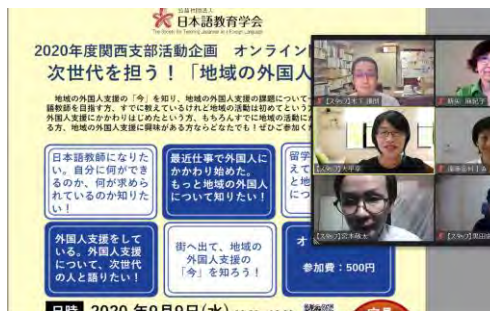 公益社団法人
日本語教育学会
2020年度関西支部活動企画 オンライン
次世代を担う！「地域の外国人
地域の外国人支援の「今」を知り、地域の外国人支援の課題について
語教師を目指す方、すでに教えているけれど地域の活動は初めてという方
外国人支援にかかわりはじめたという方、もちろんすでに地域の活動に
る方、地域の外国人支援に興味がある方ならどなたでも！ぜひご参加く
日本語教師になりた
い。自分に何ができ
るのか、何が求めら
れているのか知りた
い！
最近仕事で外国人に
かかわり始めた。
もっと地域の外国人
について知りたい！
留学
えて
と地
につ
外国人支援をして
いる。外国人支援
について、次世代
の人と語りたい！
街へ出て、地域の
外国人支援の
「今」を知ろう！
オ
参加費：500円
日時 2020年9月9日(水)